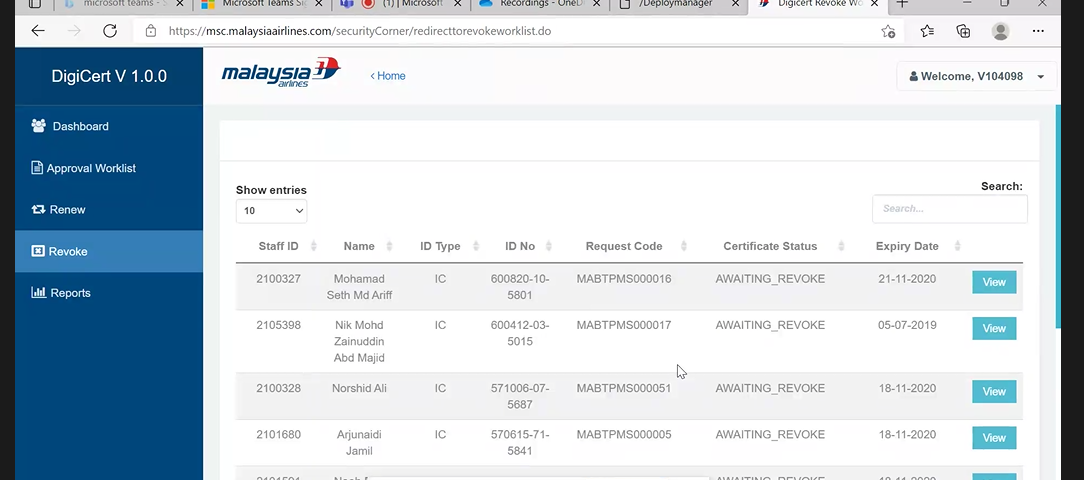 microsoft teams - S
Microsoft Teams Sig
(1) | Microsoft
Recordings - OneD
/Deploymanager
Digicert Revoke Wo
https://msc.malaysiaairlines.com/securityCorner/redirecttorevokeworklist.do
DigiCert V 1.0.0
malaysia
airlines
< Home
Welcome, V104098
Dashboard
Approval Worklist
Renew
Revoke
Reports
Show entries
10
Search:
Search...
Staff ID Name ID Type ID No Request Code Certificate Status Expiry Date
2100327 Mohamad IC 600820-10- MABTPMS000016 AWAITING_REVOKE 21-11-2020 View
Seth Md Ariff 5801
2105398 Nik Mohd IC 600412-03- MABTPMS000017 AWAITING_REVOKE 05-07-2019 View
Zainuddin 5015
Abd Majid
2100328 Norshid Ali IC 571006-07- MABTPMS000051 AWAITING_REVOKE 18-11-2020 View
5687
2101680 Arjunaidi IC 570615-71- MABTPMS000005 AWAITING_REVOKE 18-11-2020 View
Jamil 5841